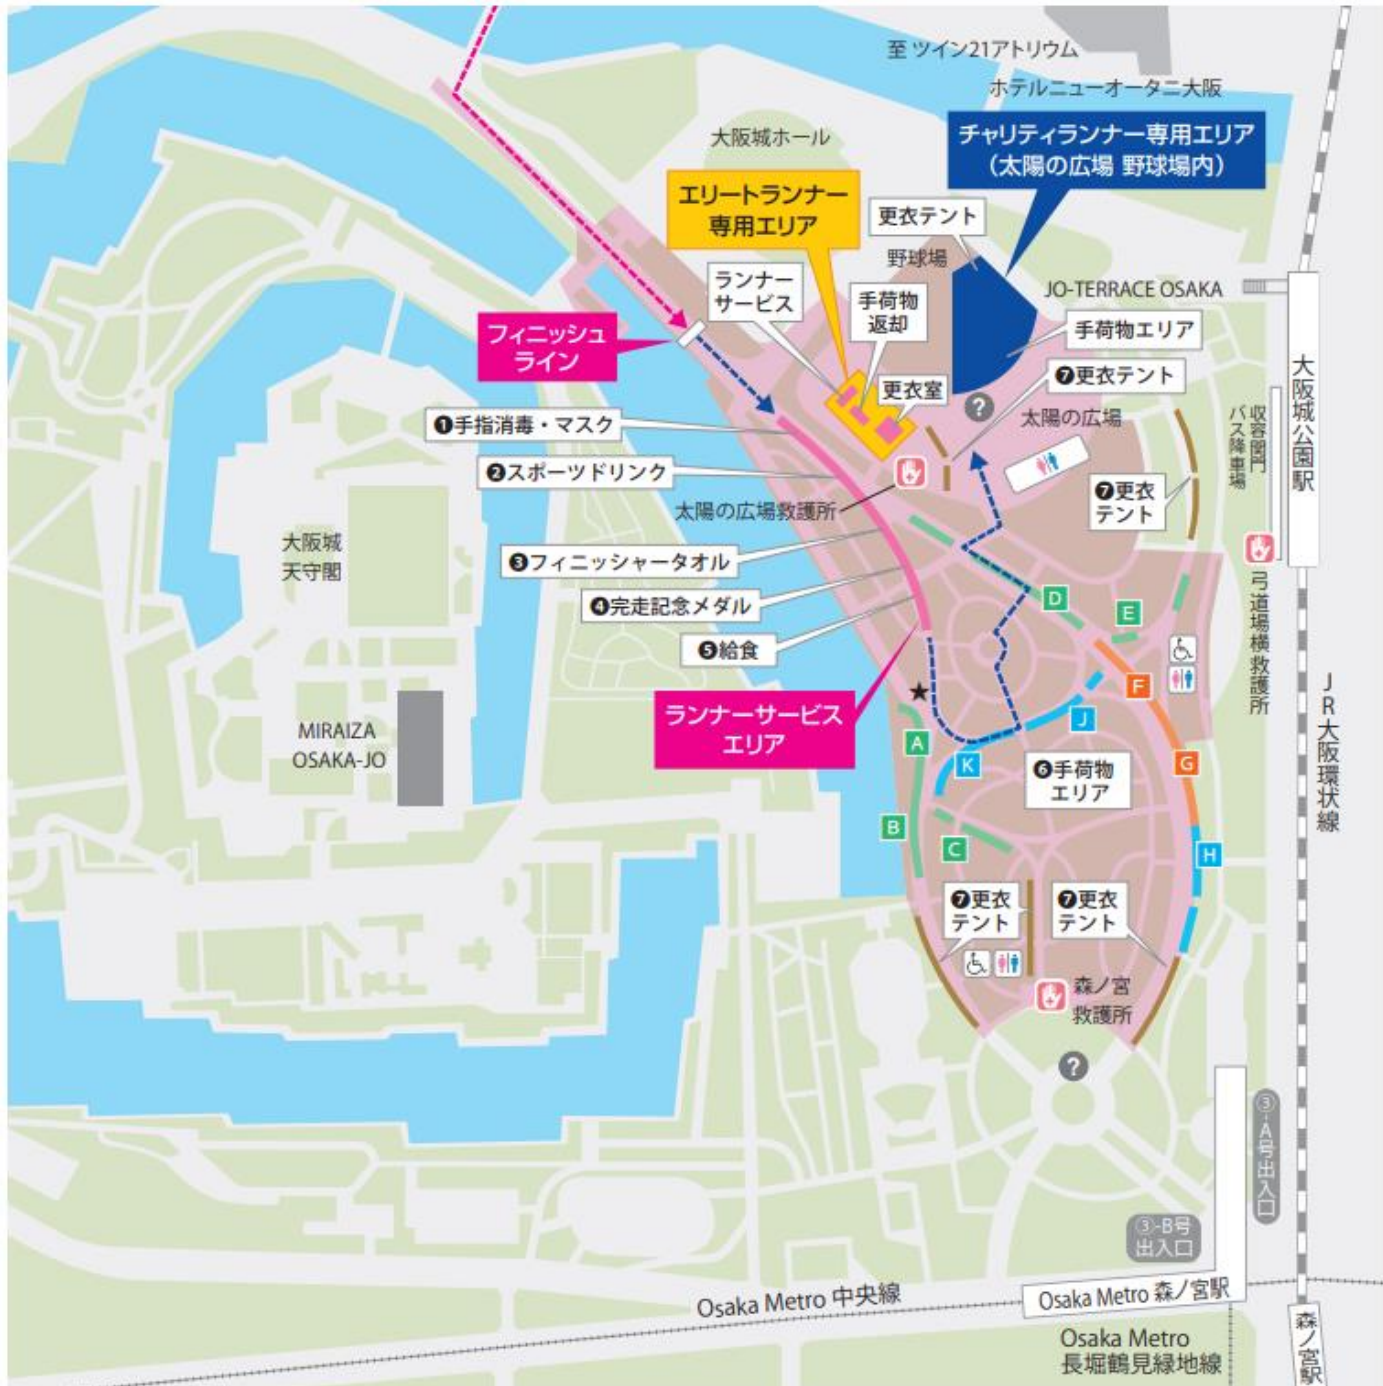 至 ツイン21アトリウム
ホテルニューオータニ大阪
大阪城ホール
チャリティランナー専用エリア
（太陽の広場 野球場内）
エリートランナー
専用エリア
更衣テント
野球場
ランナー
サービス
手荷物
返却
JO-TERRACE OSAKA
手荷物エリア
フィニッシュ
ライン
更衣室
❼更衣テント
?
太陽の広場
大阪城公園駅
収容関門
バス降車場
❶手指消毒・マスク
❷スポーツドリンク
太陽の広場救護所
❼更衣
テント
大阪城
天守閣
❸フィニッシャータオル
❹完走記念メダル
❺給食
弓道場横救護所
D
E
F
ランナーサービス
エリア
★
MIRAIZA
OSAKA-JO
A
J
K
G
❻手荷物
エリア
JR大阪環状線
B
C
H
❼更衣
テント
❼更衣
テント
森ノ宮
救護所
?
③-A号出入口
③-B号
出入口
Osaka Metro 中央線
Osaka Metro 森ノ宮駅
Osaka Metro
長堀鶴見緑地線
森ノ宮駅